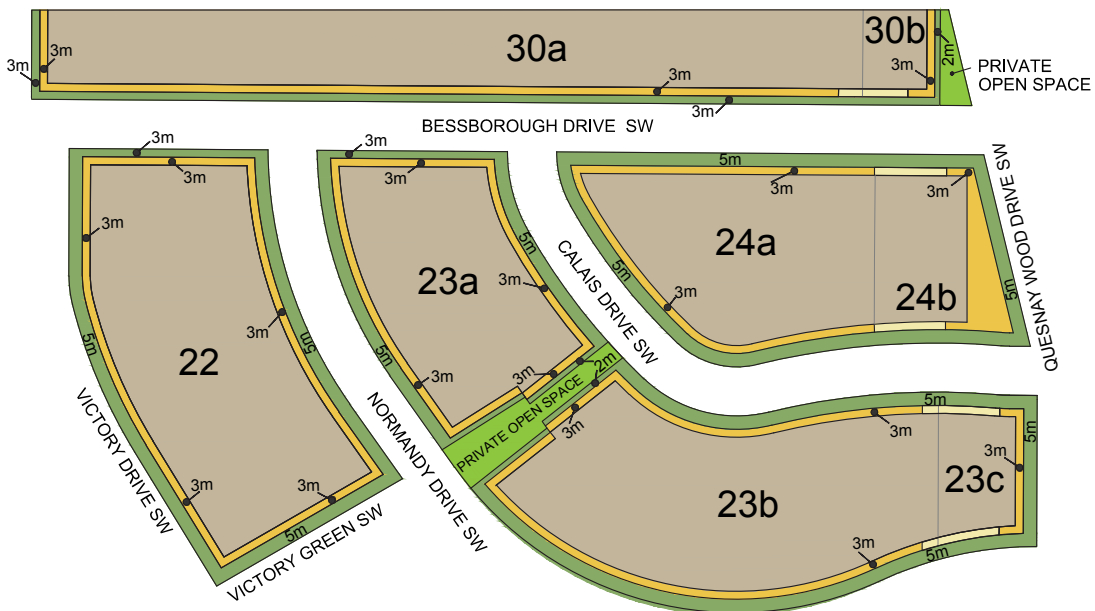 30a
30b
3m
3m
3m
3m
3m
2m
PRIVATE
OPEN SPACE
BESSBOROUGH DRIVE SW
3m
3m
3m
3m
3m
5m
5m
5m
22
3m
3m
VICTORY DRIVE SW
VICTORY GREEN SW
3m
3m
5m
23a
3m
5m
3m
3m
2m
NORMANDY DRIVE SW
PRIVATE OPEN SPACE
CALAIS DRIVE SW
5m
3m
3m
24a
24b
5m
3m
5m
QUESNAY WOOD DRIVE SW
3m
5m
3m
5m
3m
23b
23c
3m
5m